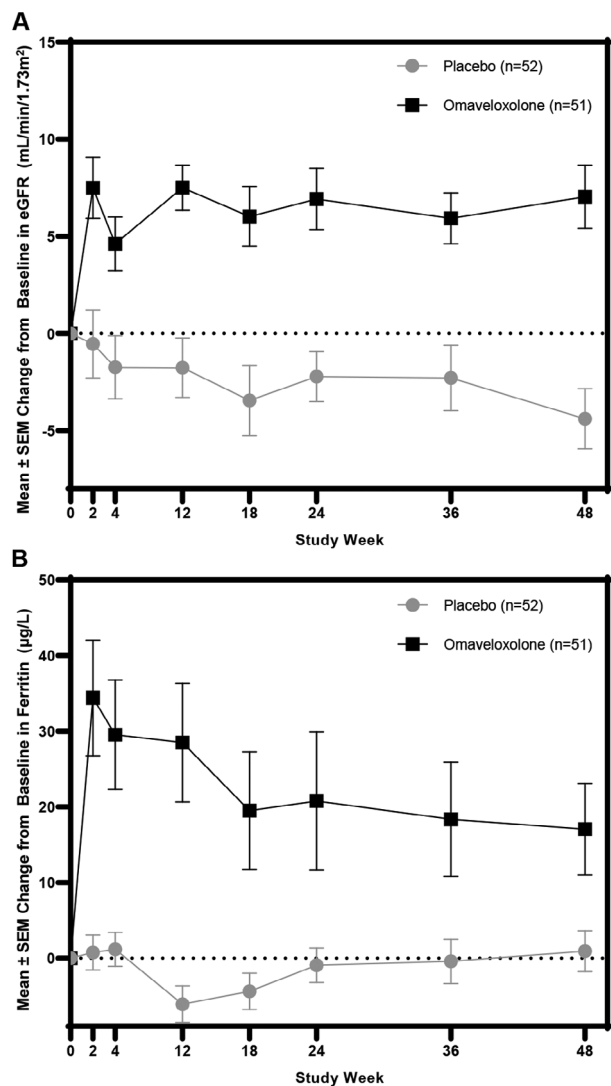 A
Mean ± SEM Change from Baseline in eGFR (mL/min/1.73m²)
15
10
5
0
-5
Placebo (n=52)
Omaveloxolone (n=51)
0 2 4 12 18 24 36 48
Study Week
B
Mean ± SEM Change from Baseline in Ferritin (µg/L)
50
40
30
20
10
0
Placebo (n=52)
Omaveloxolone (n=51)
0 2 4 12 18 24 36 48
Study Week